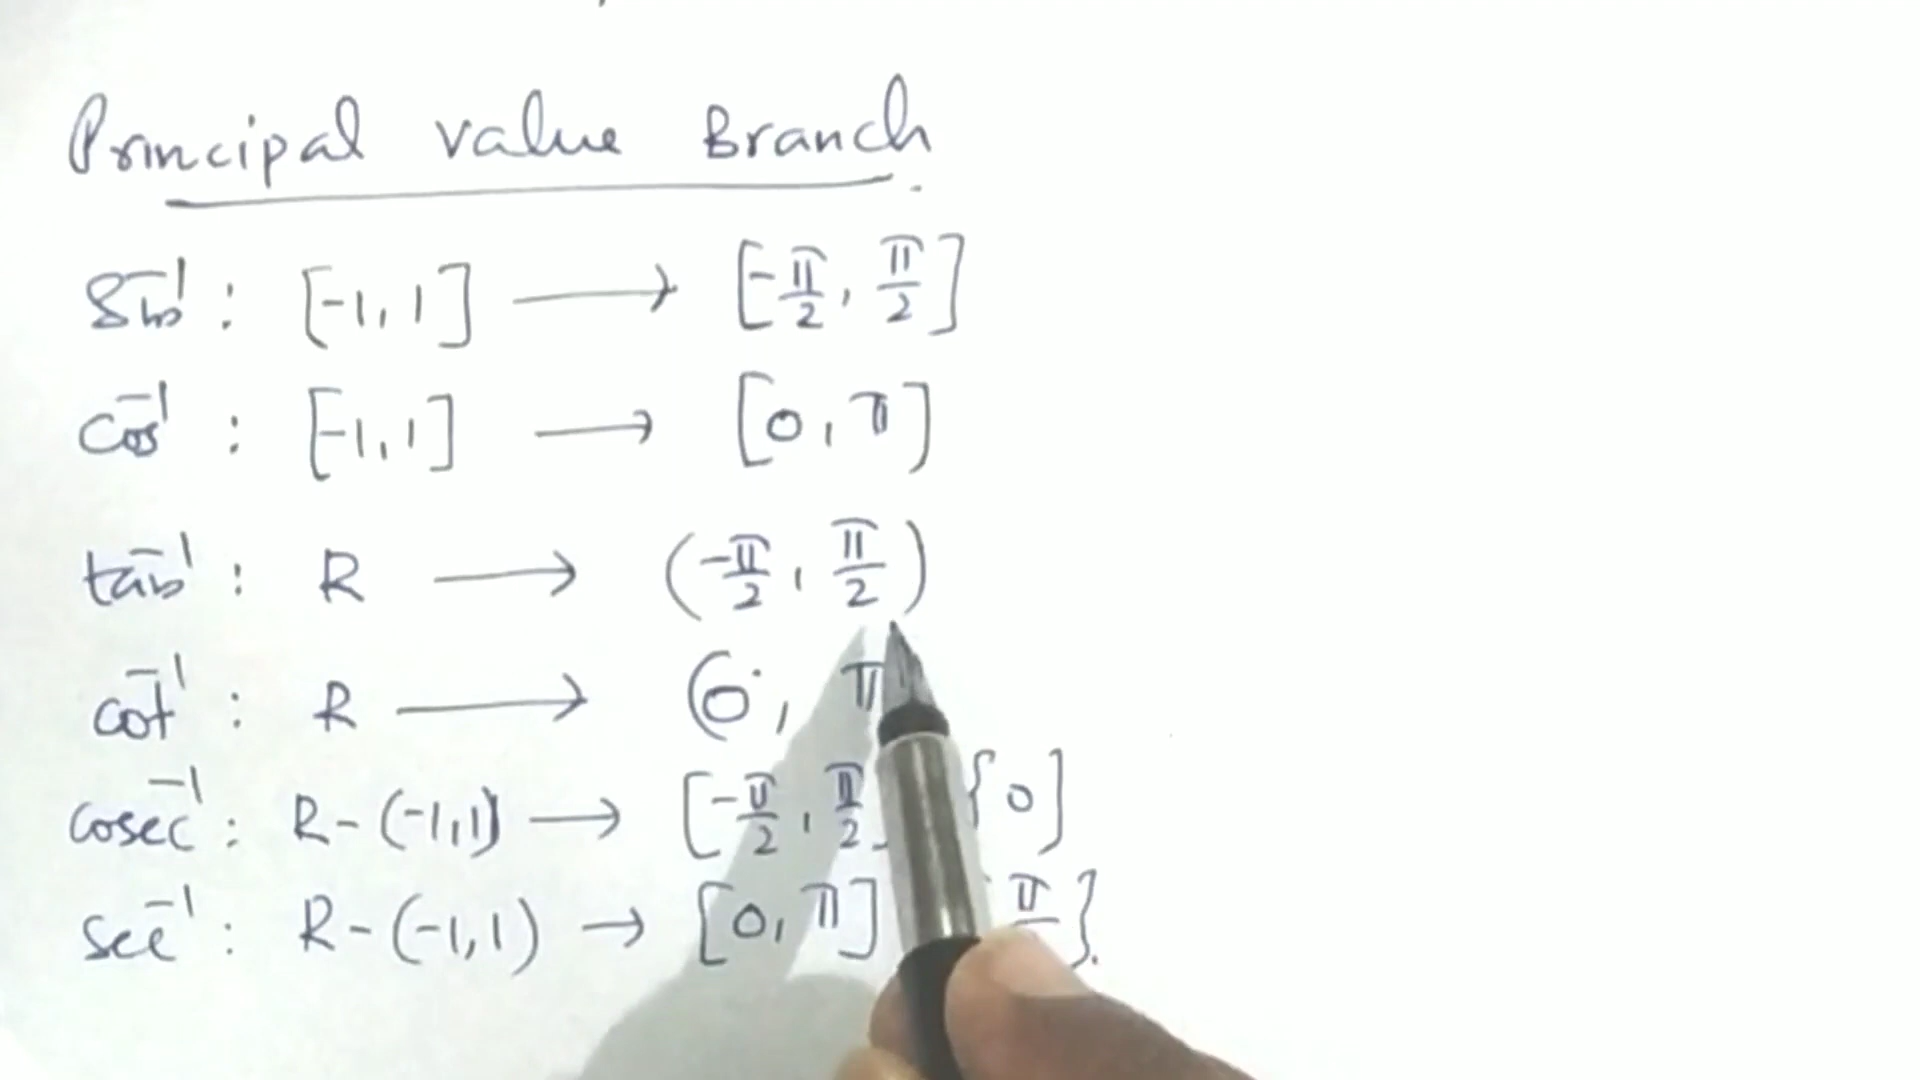 Principal value Branch.
Sin⁻¹ : [-1, 1] ⟶ [-π/2, π/2]
cos⁻¹ : [-1, 1] ⟶ [0, π]
tan⁻¹ : R ⟶ (-π/2, π/2)
cot⁻¹ : R ⟶ (0, π
cosec⁻¹ : R - (-1, 1) ⟶ [-π/2, π/2] {0]
sec⁻¹ : R - (-1, 1) → [0, π] π }.